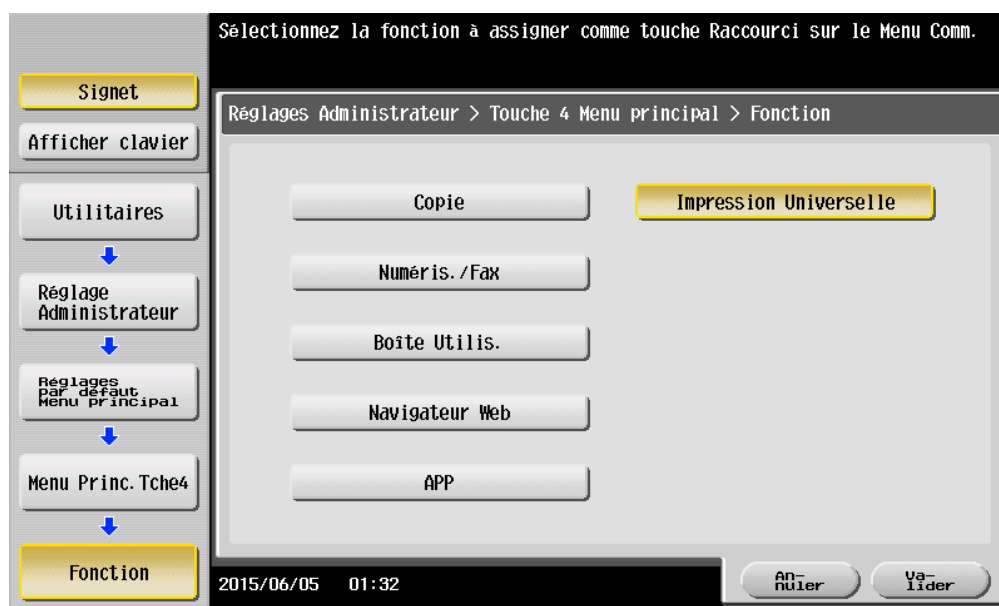 Sélectionnez la fonction à assigner comme touche Raccourci sur le Menu Comm.
Signet
Afficher clavier
Réglages Administrateur > Touche 4 Menu principal > Fonction
Utilitaires
Réglage
Administrateur
Réglages
par défaut
Menu principal
Menu Princ.Tche4
Fonction
Copie
Impression Universelle
Numéris./Fax
Boîte Utilis.
Navigateur Web
APP
2015/06/05 01:32
An-
nuler
Va-
lider